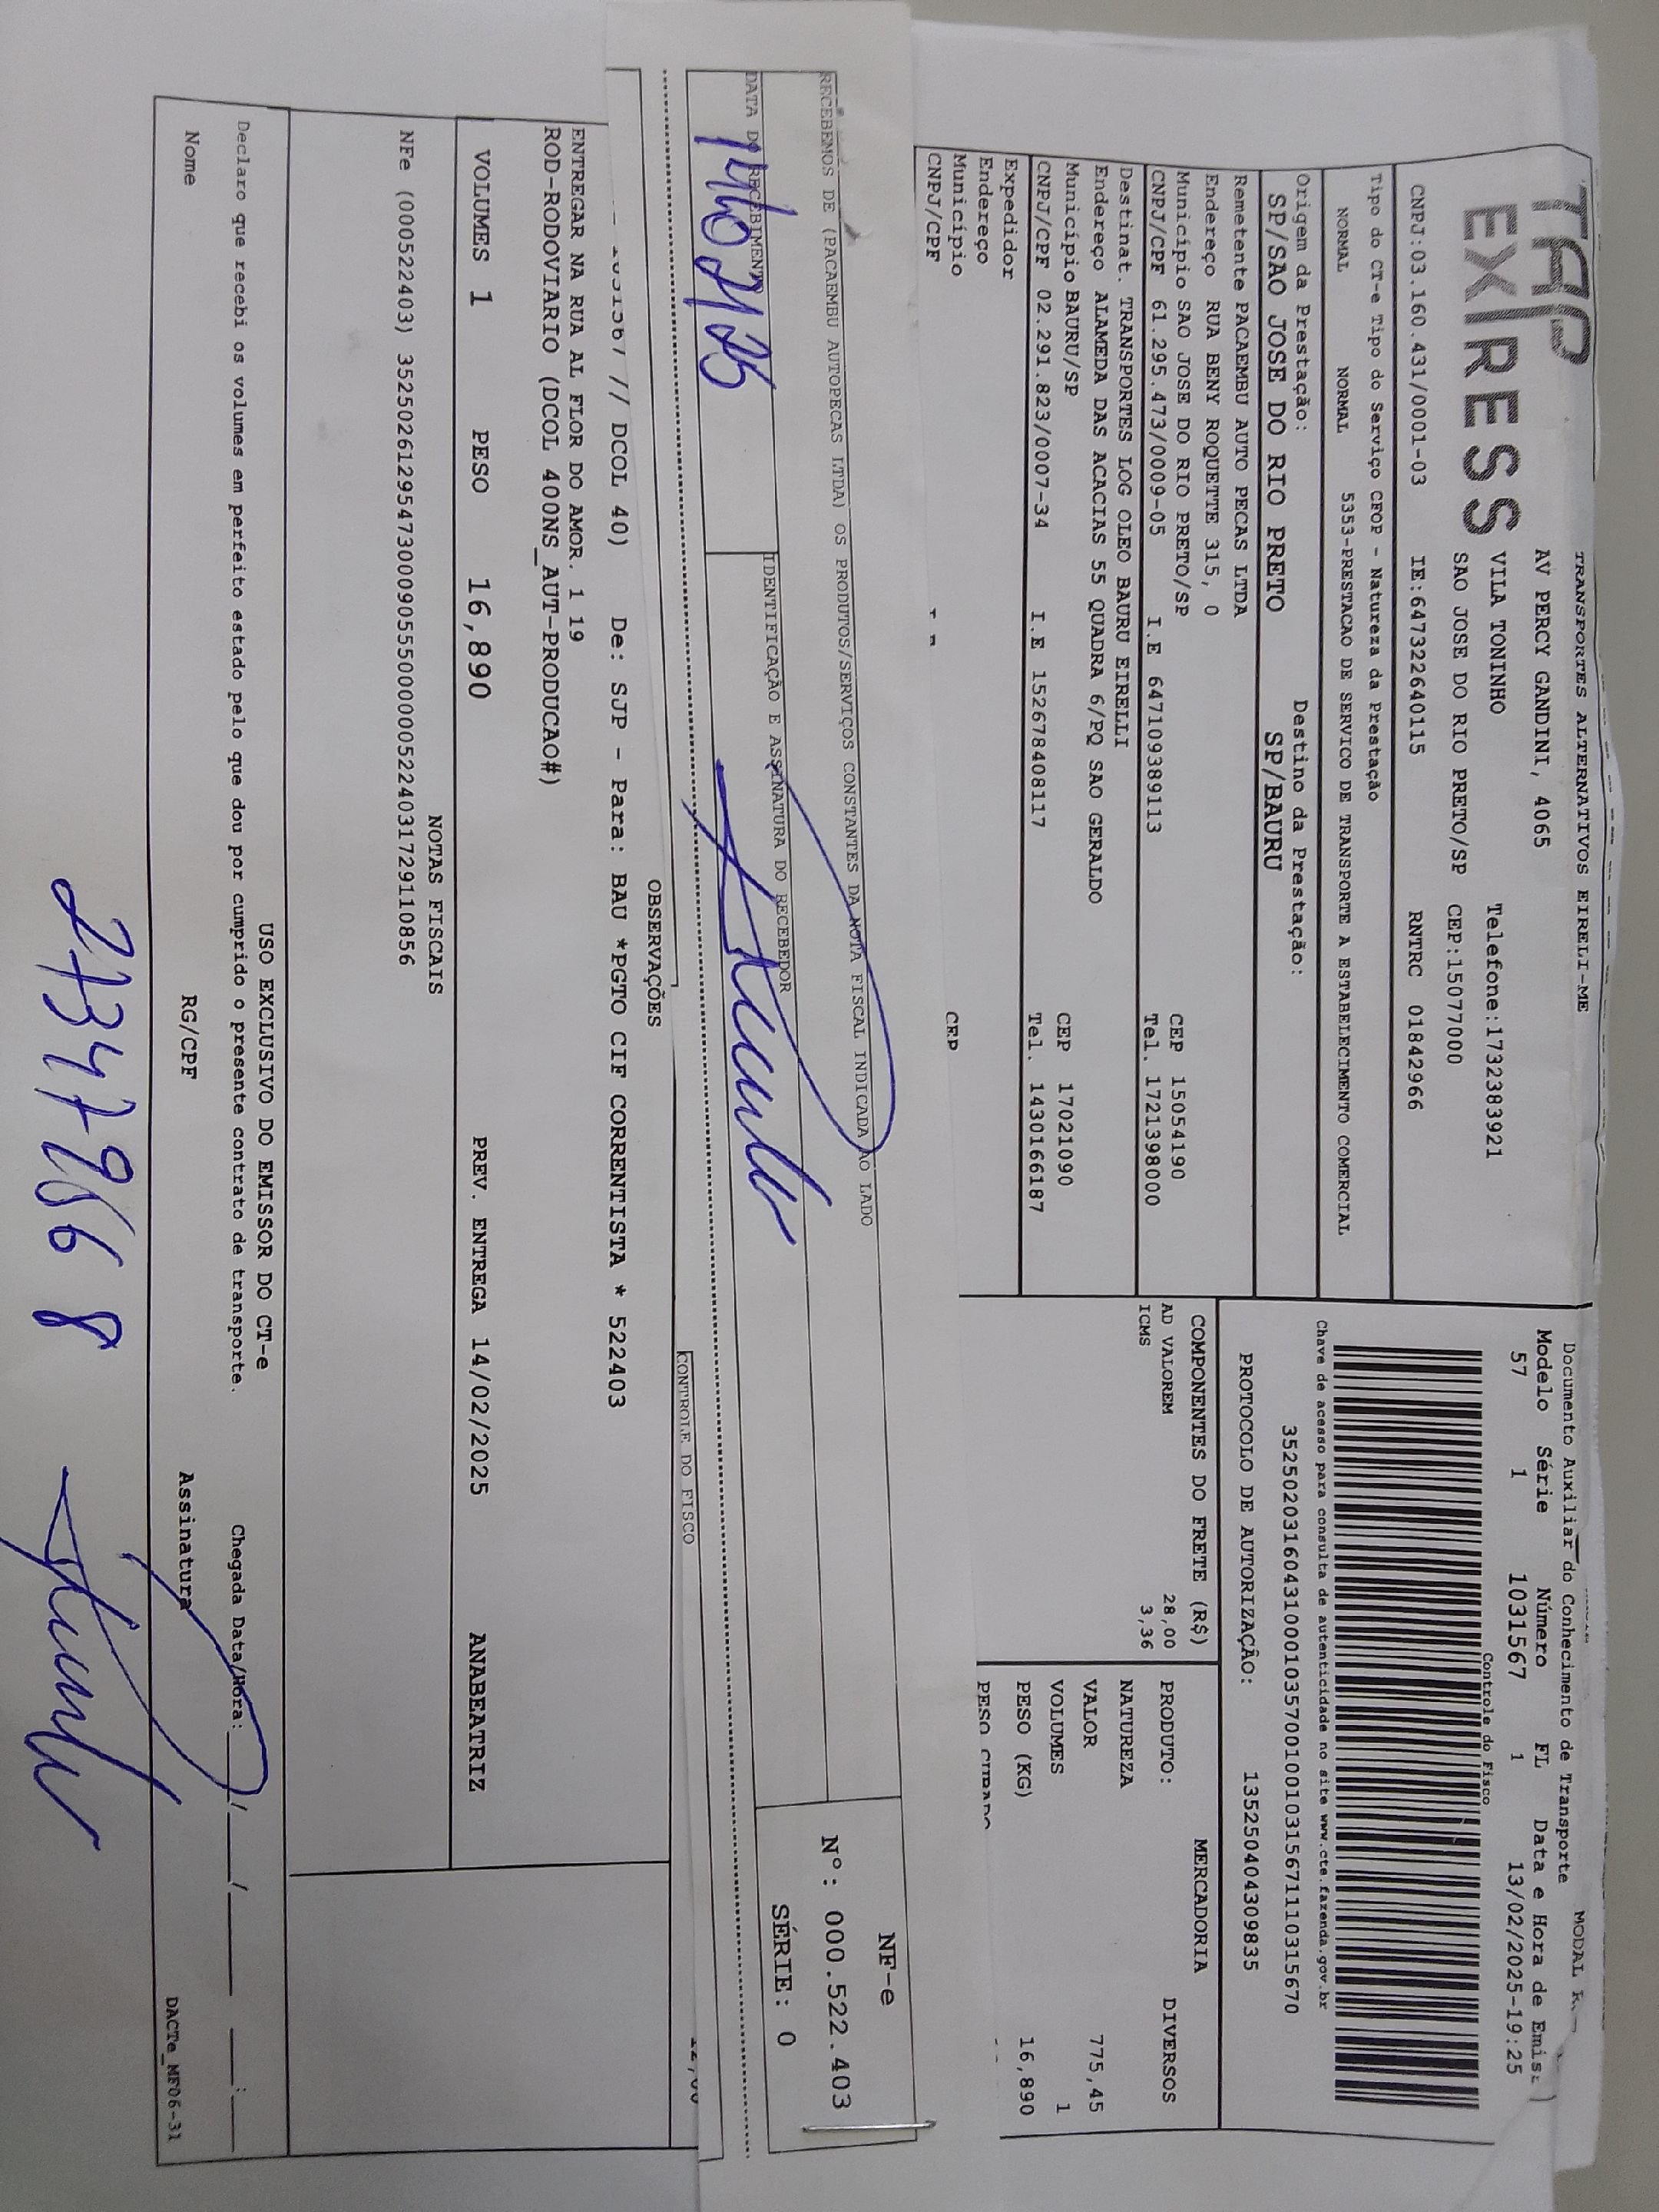 TRANSPORTES ALTERNATIVOS EIRELI-ME
TAP
EXPRESS
AV PERCY GANDINI, 4065
VILA TONINHO Telefone:1732383921
SAO JOSE DO RIO PRETO/SP CEP:15077000
CNPJ:03.160.431/0001-03 IE:647322640115 RNTRC 01842966
Tipo do CT-e Tipo do Serviço CFOP - Natureza da Prestação
NORMAL NORMAL 5353-PRESTACAO DE SERVICO DE TRANSPORTE A ESTABELECIMENTO COMERCIAL
Origem da Prestação: Destino da Prestação:
SP/SAO JOSE DO RIO PRETO SP/BAURU
Remetente PACAEMBU AUTO PECAS LTDA
Endereço RUA BENY ROQUETTE 315, 0
Município SAO JOSE DO RIO PRETO/SP CEP 15054190
CNPJ/CPF 61.295.473/0009-05 I.E 647109389113 Tel. 1721398000
Destinat. TRANSPORTES LOG OLEO BAURU EIRELLI
Endereço ALAMEDA DAS ACACIAS 55 QUADRA 6/PQ SAO GERALDO
Município BAURU/SP CEP 17021090
CNPJ/CPF 02.291.823/0007-34 I.E 152678408117 Tel. 1430166187
Expedidor
Endereço
Município CEP
CNPJ/CPF
Documento Auxiliar do Conhecimento de Transporte MODAL
Modelo Série Número FL Data e Hora de Emis
57 1 1031567 1 13/02/2025-19:25
Controle do Fisco
Chave de acesso para consulta de autenticidade no site www.cte.fazenda.gov.br
35250203160431000103570010010315671110315670
PROTOCOLO DE AUTORIZAÇÃO: 135250404309835
COMPONENTES DO FRETE (R$)
AD VALOREM 28,00
ICMS 3,36
MERCADORIA
PRODUTO: DIVERSOS
NATUREZA
VALOR 775,45
VOLUMES 1
PESO (KG) 16,890
PESO CUBADO
RECEBEMOS DE (PACAEMBU AUTOPECAS LTDA) OS PRODUTOS/SERVIÇOS CONSTANTES DA NOTA FISCAL INDICADA AO LADO
DATA DO RECEBIMENTO IDENTIFICAÇÃO E ASSINATURA DO RECEBEDOR
14/02/25
NF-e
Nº: 000.522.403
SÉRIE: 0
CONTROLE DO FISCO
OBSERVAÇÕES
// DCOL 40) De: SJP - Para: BAU *PGTO CIF CORRENTISTA * 522403
ENTREGAR NA RUA AL FLOR DO AMOR. 1 19
ROD-RODOVIARIO (DCOL 400NS_AUT-PRODUCAO#)
VOLUMES 1 PESO 16,890 PREV. ENTREGA 14/02/2025 ANABEATRIZ
NOTAS FISCAIS
NFe (000522403) 35250261295473000905550000005224031729110856
USO EXCLUSIVO DO EMISSOR DO CT-e
Declaro que recebi os volumes em perfeito estado pelo que dou por cumprido o presente contrato de transporte. Chegada Data/Hora: / / :
Nome RG/CPF Assinatura
DACTe_MF06-31
27347966 8